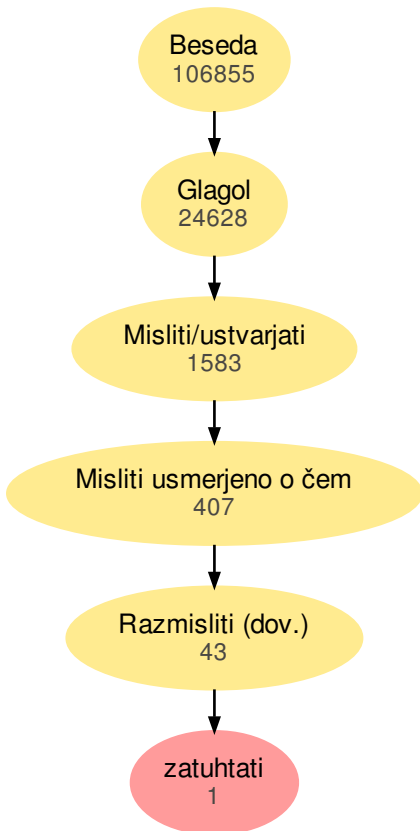 Beseda
106855
Glagol
24628
Misliti/ustvarjati
1583
Misliti usmerjeno o čem
407
Razmisliti (dov.)
43
zatuhtati
1